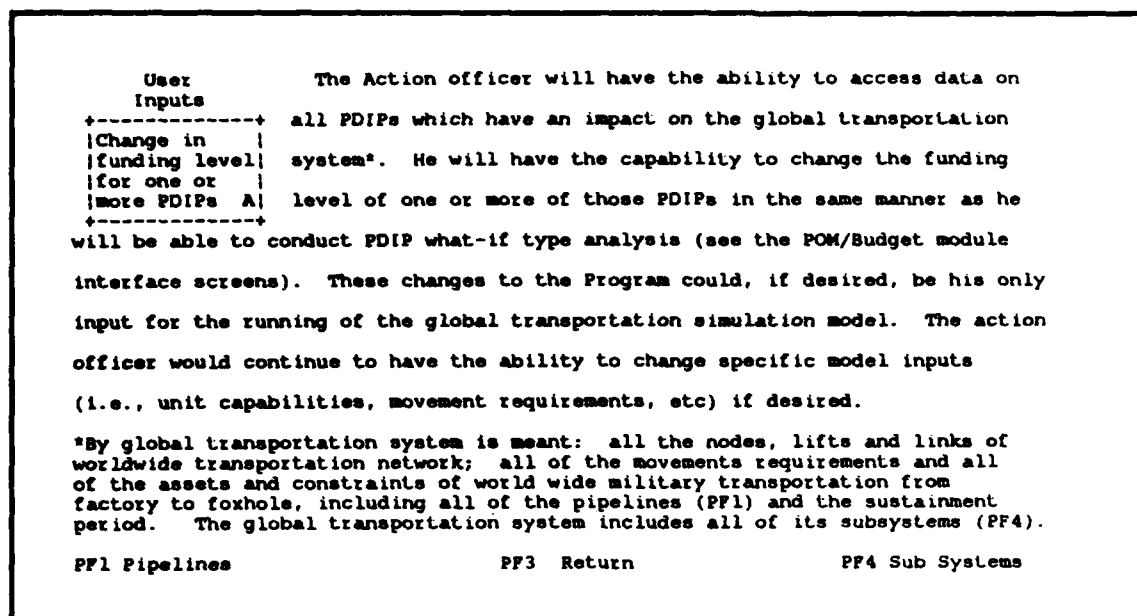 User The Action officer will have the ability to access data on
Inputs
+-------------+ all PDIPs which have an impact on the global transportation
|Change in |
|funding level| system*. He will have the capability to change the funding
|for one or |
|more PDIPs A| level of one or more of those PDIPs in the same manner as he
+-------------+
will be able to conduct PDIP what-if type analysis (see the POM/Budget module
interface screens). These changes to the Program could, if desired, be his only
input for the running of the global transportation simulation model. The action
officer would continue to have the ability to change specific model inputs
(i.e., unit capabilities, movement requirements, etc) if desired.
*By global transportation system is meant: all the nodes, lifts and links of
worldwide transportation network; all of the movements requirements and all
of the assets and constraints of world wide military transportation from
factory to foxhole, including all of the pipelines (PF1) and the sustainment
period. The global transportation system includes all of its subsystems (PF4).
PF1 Pipelines PF3 Return PF4 Sub Systems